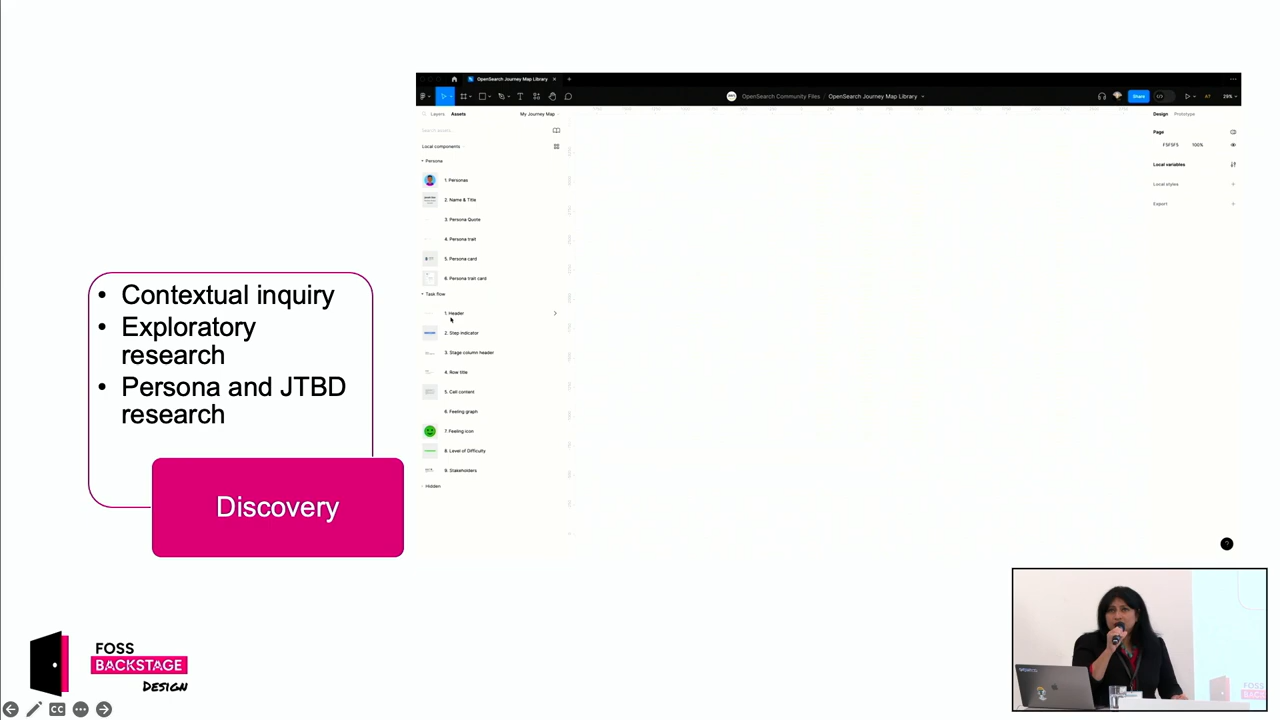 OpenSearch Journey Map Library
OpenSearch Community Files / OpenSearch Journey Map Library
Share
29%
Layers Assets
My Journey Map
Design Prototype
Search assets...
Page
F5F5F5 100%
Local components
Local variables
Persona
1. Personas
Local styles
2. Name & Title
Export
3. Persona Quote
4. Persona trait
5. Persona card
6. Persona trait card
Task flow
1. Header
2. Step indicator
3. Stage column header
4. Row title
5. Cell content
6. Feeling graph
7. Feeling icon
8. Level of Difficulty
9. Stakeholders
Hidden
• Contextual inquiry
• Exploratory
research
• Persona and JTBD
research
Discovery
FOSS
BACKSTAGE
DESIGN
CC